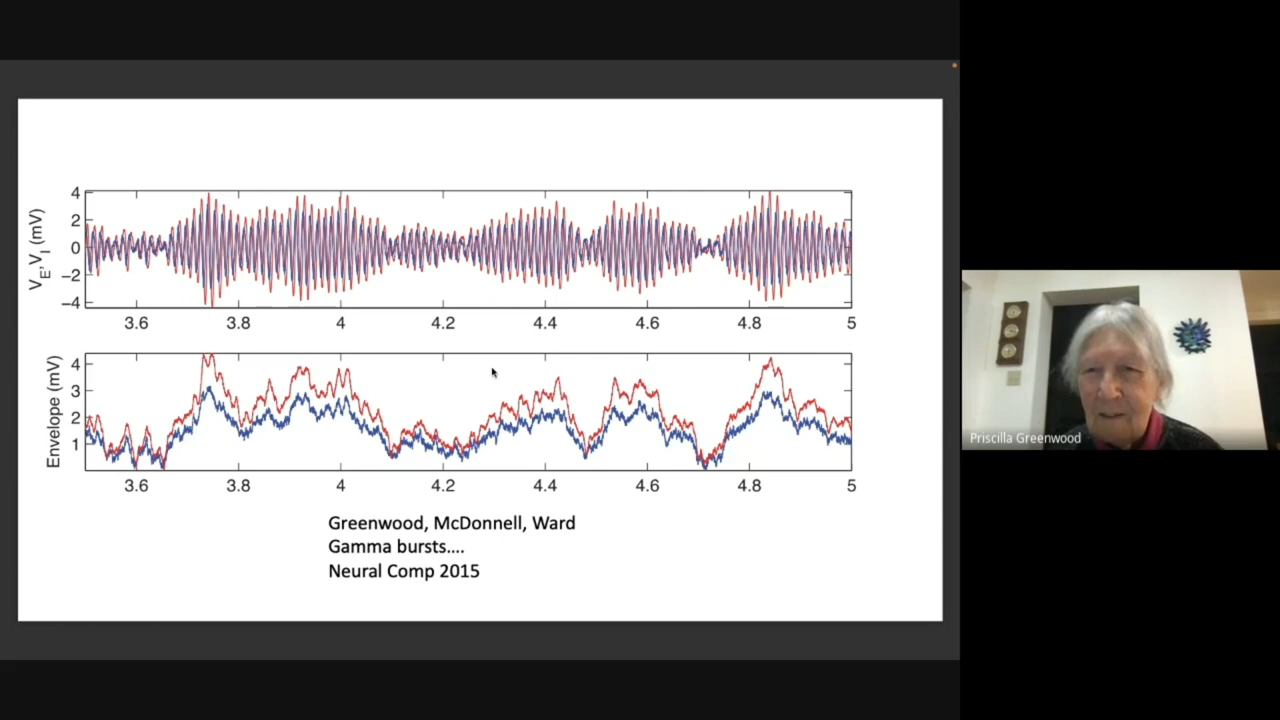 V_E, V_I (mV)
4
2
0
−2
−4
3.6 3.8 4 4.2 4.4 4.6 4.8 5
Envelope (mV)
4
3
2
1
3.6 3.8 4 4.2 4.4 4.6 4.8 5
Greenwood, McDonnell, Ward
Gamma bursts....
Neural Comp 2015
Priscilla Greenwood